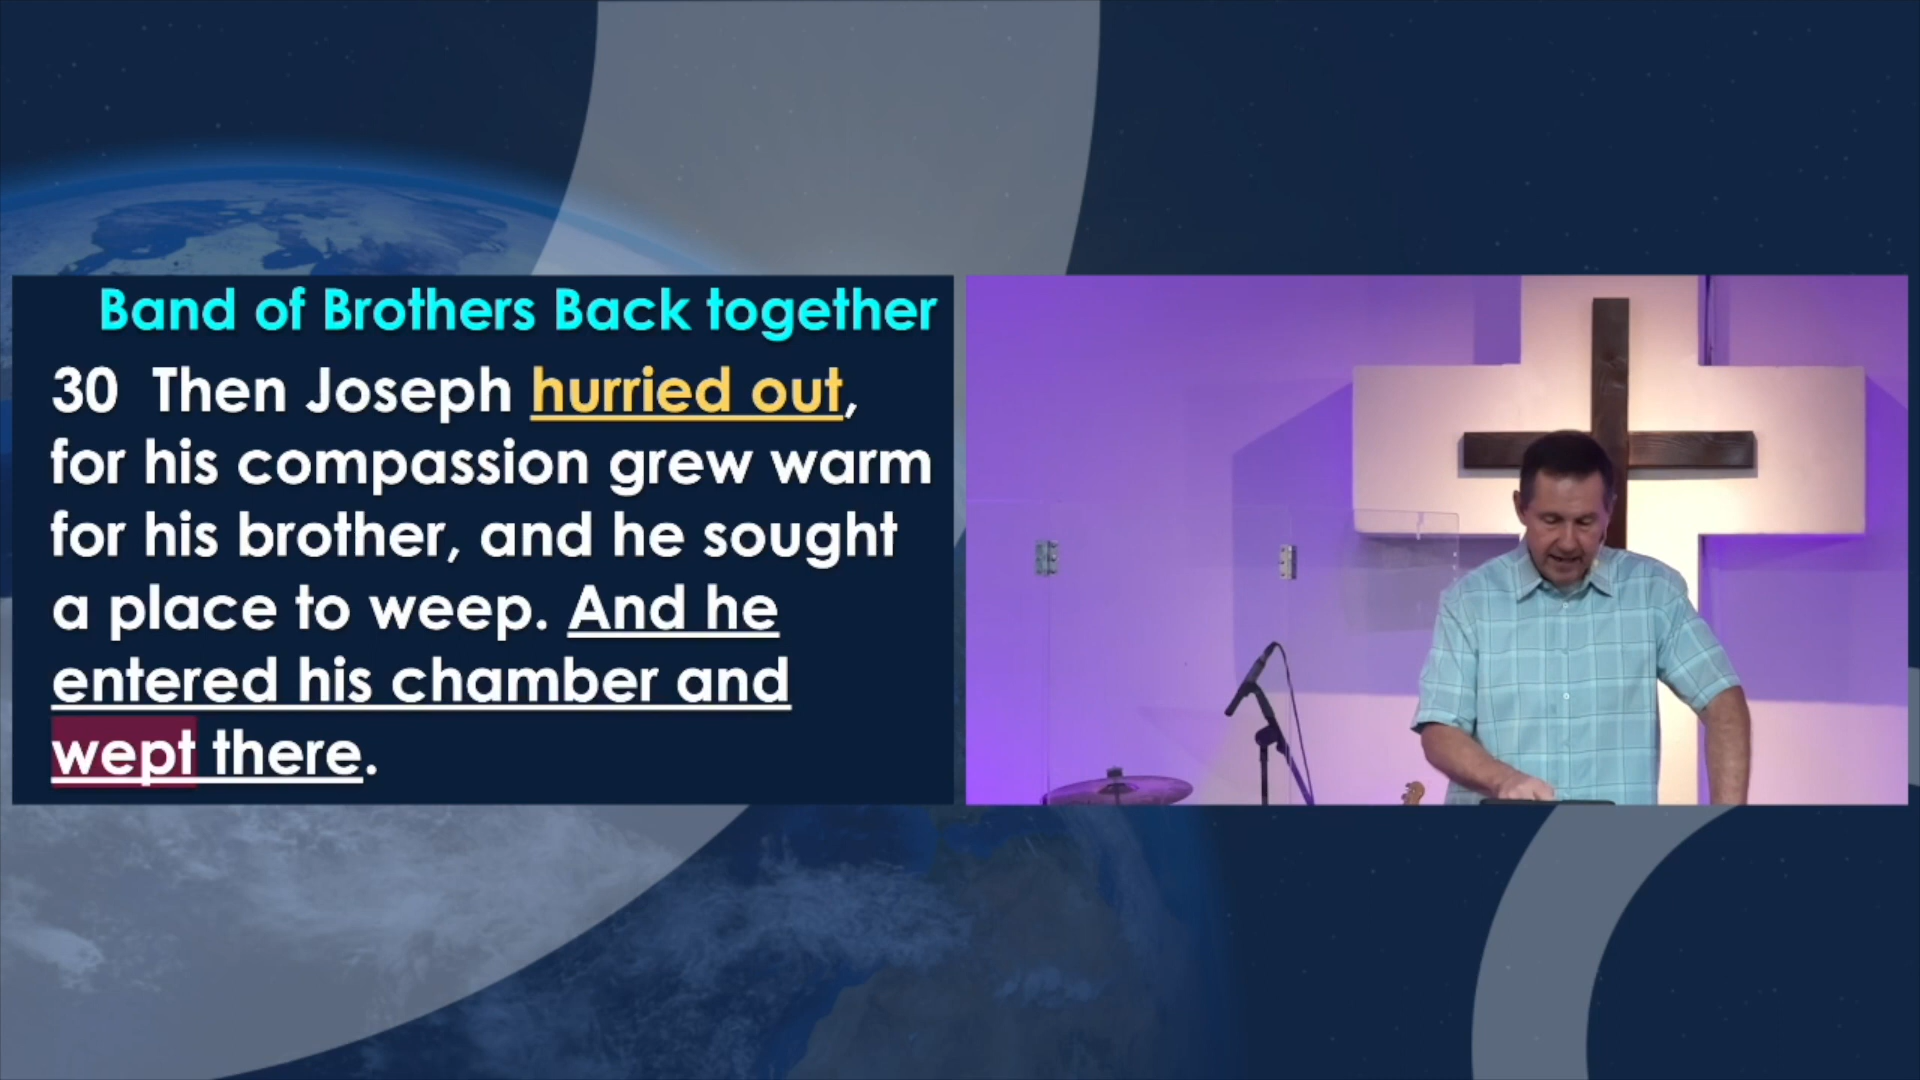 Band of Brothers Back together
30 Then Joseph hurried out,
for his compassion grew warm
for his brother, and he sought
a place to weep. And he
entered his chamber and
wept there.